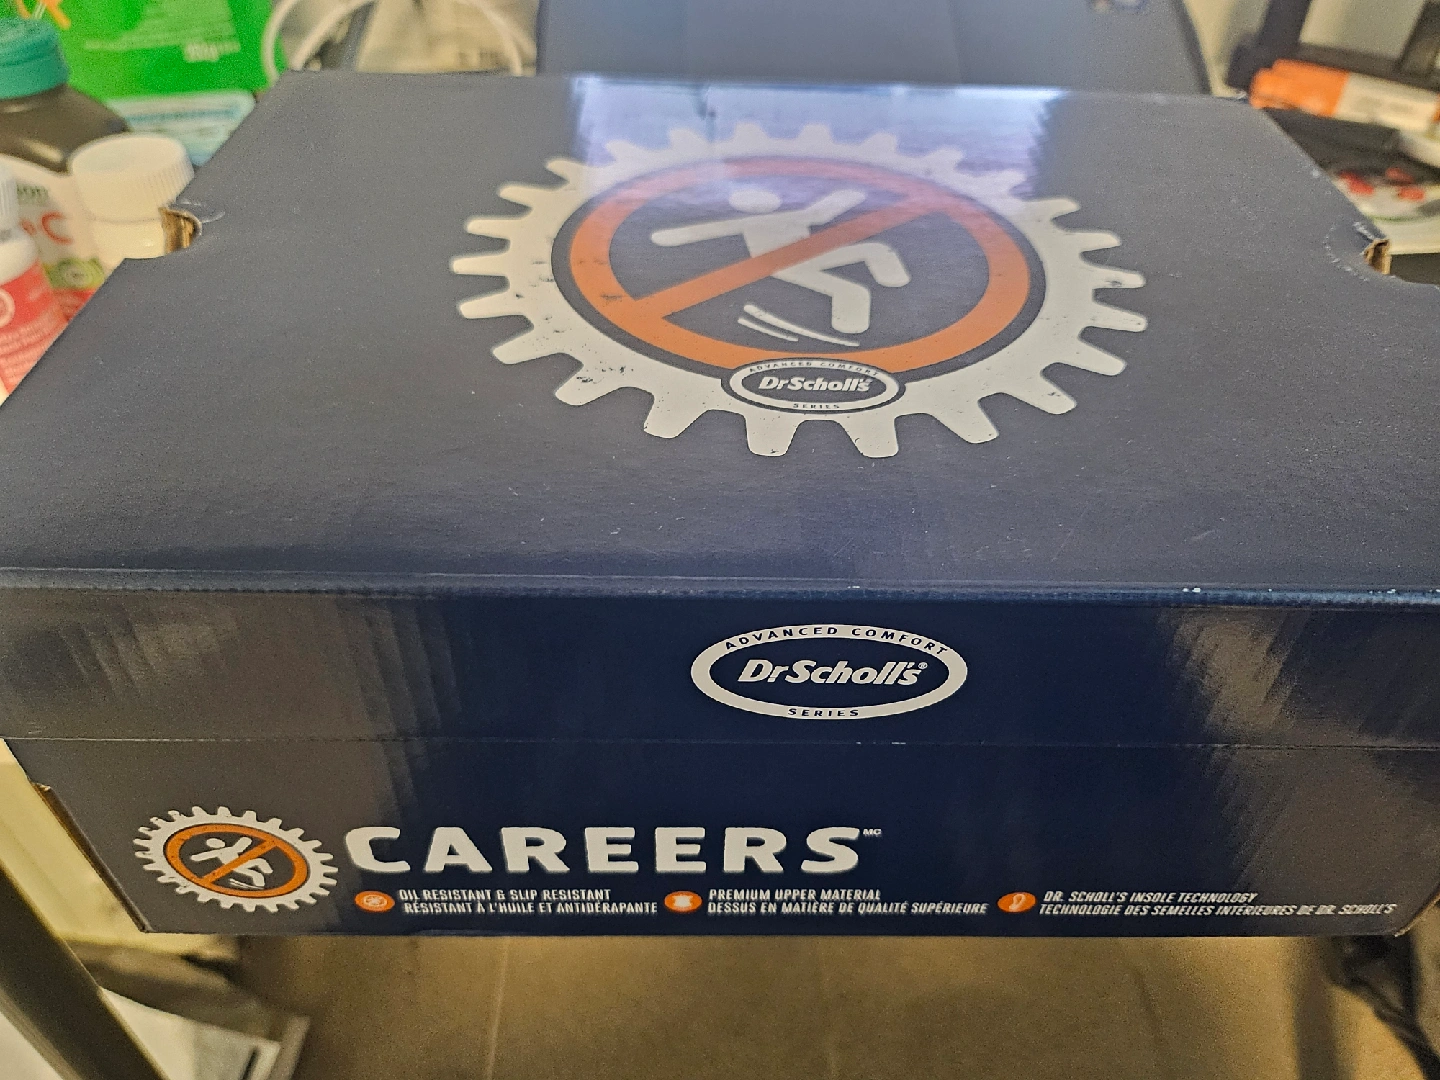 ADVANCED COMFORT
DrScholl's
SERIES
ADVANCED COMFORT
DrScholl's®
SERIES
CAREERS MC
OIL RESISTANT & SLIP RESISTANT
RÉSISTANT À L'HUILE ET ANTIDÉRAPANTE
PREMIUM UPPER MATERIAL
DESSUS EN MATIÈRE DE QUALITÉ SUPÉRIEURE
DR. SCHOLL'S INSOLE TECHNOLOGY
TECHNOLOGIE DES SEMELLES INTÉRIEURES DE DR. SCHOLL'S
C